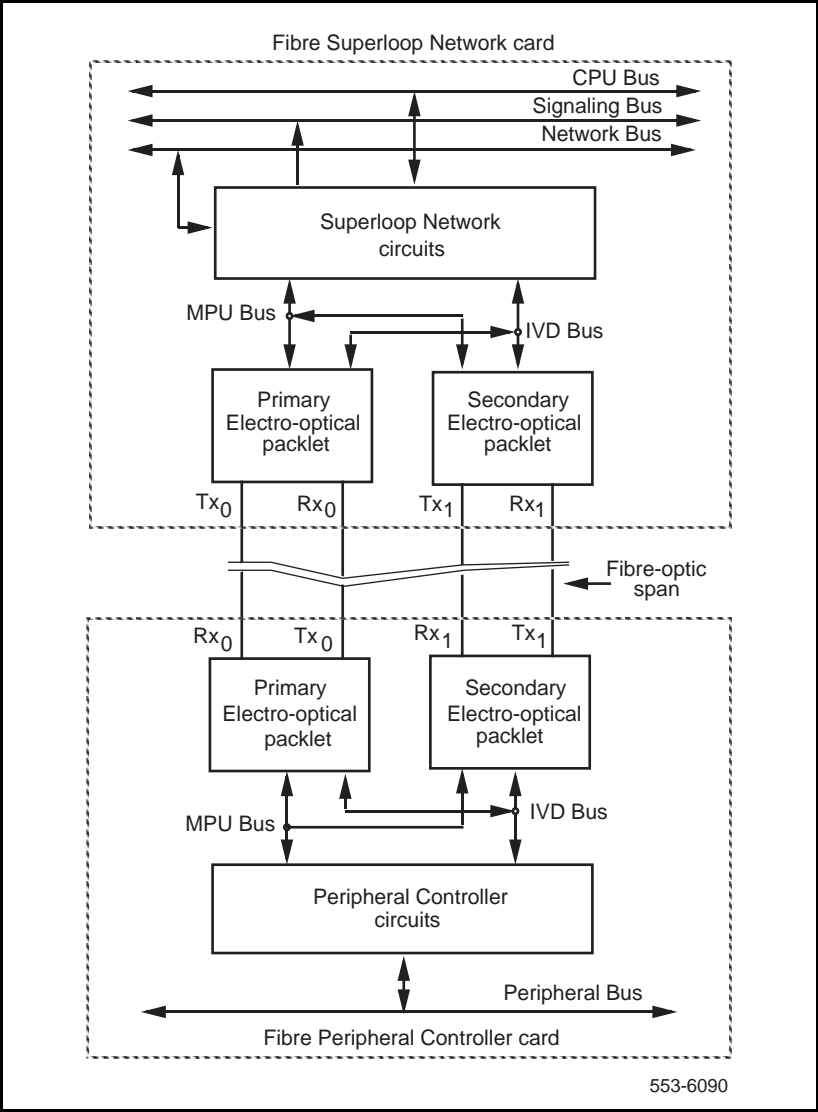 Fibre Superloop Network card
CPU Bus
Signaling Bus
Network Bus
Superloop Network
circuits
MPU Bus
IVD Bus
Primary
Electro-optical
packlet
Secondary
Electro-optical
packlet
Tx0
Rx0
Tx1
Rx1
Fibre-optic
span
Rx0
Tx0
Rx1
Tx1
Primary
Electro-optical
packlet
Secondary
Electro-optical
packlet
MPU Bus
IVD Bus
Peripheral Controller
circuits
Peripheral Bus
Fibre Peripheral Controller card
553-6090